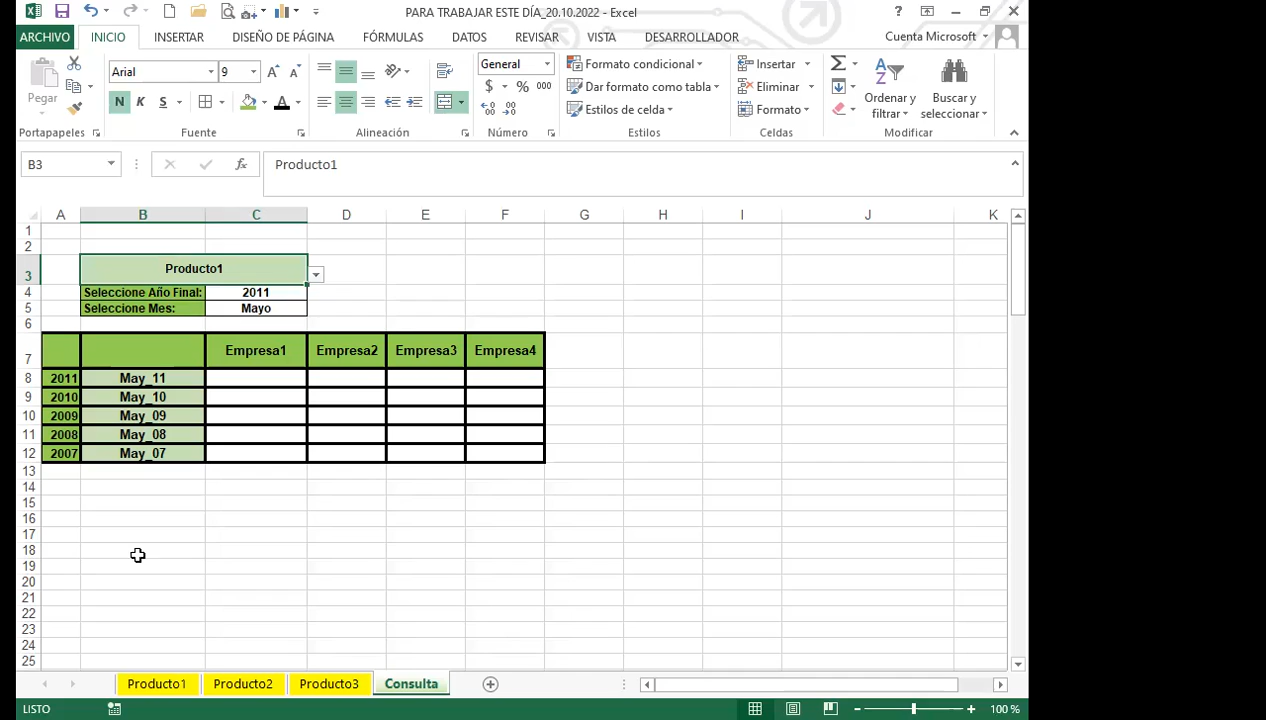 PARA TRABAJAR ESTE DÍA_20.10.2022 - Excel
ARCHIVO INICIO INSERTAR DISEÑO DE PÁGINA FÓRMULAS DATOS REVISAR VISTA DESARROLLADOR Cuenta Microsoft
Pegar
Arial 9
N K S
General
$ % 000
Formato condicional
Dar formato como tabla
Estilos de celda
Insertar
Eliminar
Formato
Ordenar y filtrar
Buscar y seleccionar
Portapapeles Fuente Alineación Número Estilos Celdas Modificar
B3 fx Producto1
A B C D E F G H I J K
1
2
3 Producto1
4 Seleccione Año Final: 2011
5 Seleccione Mes: Mayo
6
7 Empresa1 Empresa2 Empresa3 Empresa4
8 2011 May_11
9 2010 May_10
10 2009 May_09
11 2008 May_08
12 2007 May_07
13
14
15
16
17
18
19
20
21
22
23
24
25
Producto1 Producto2 Producto3 Consulta
LISTO 100 %